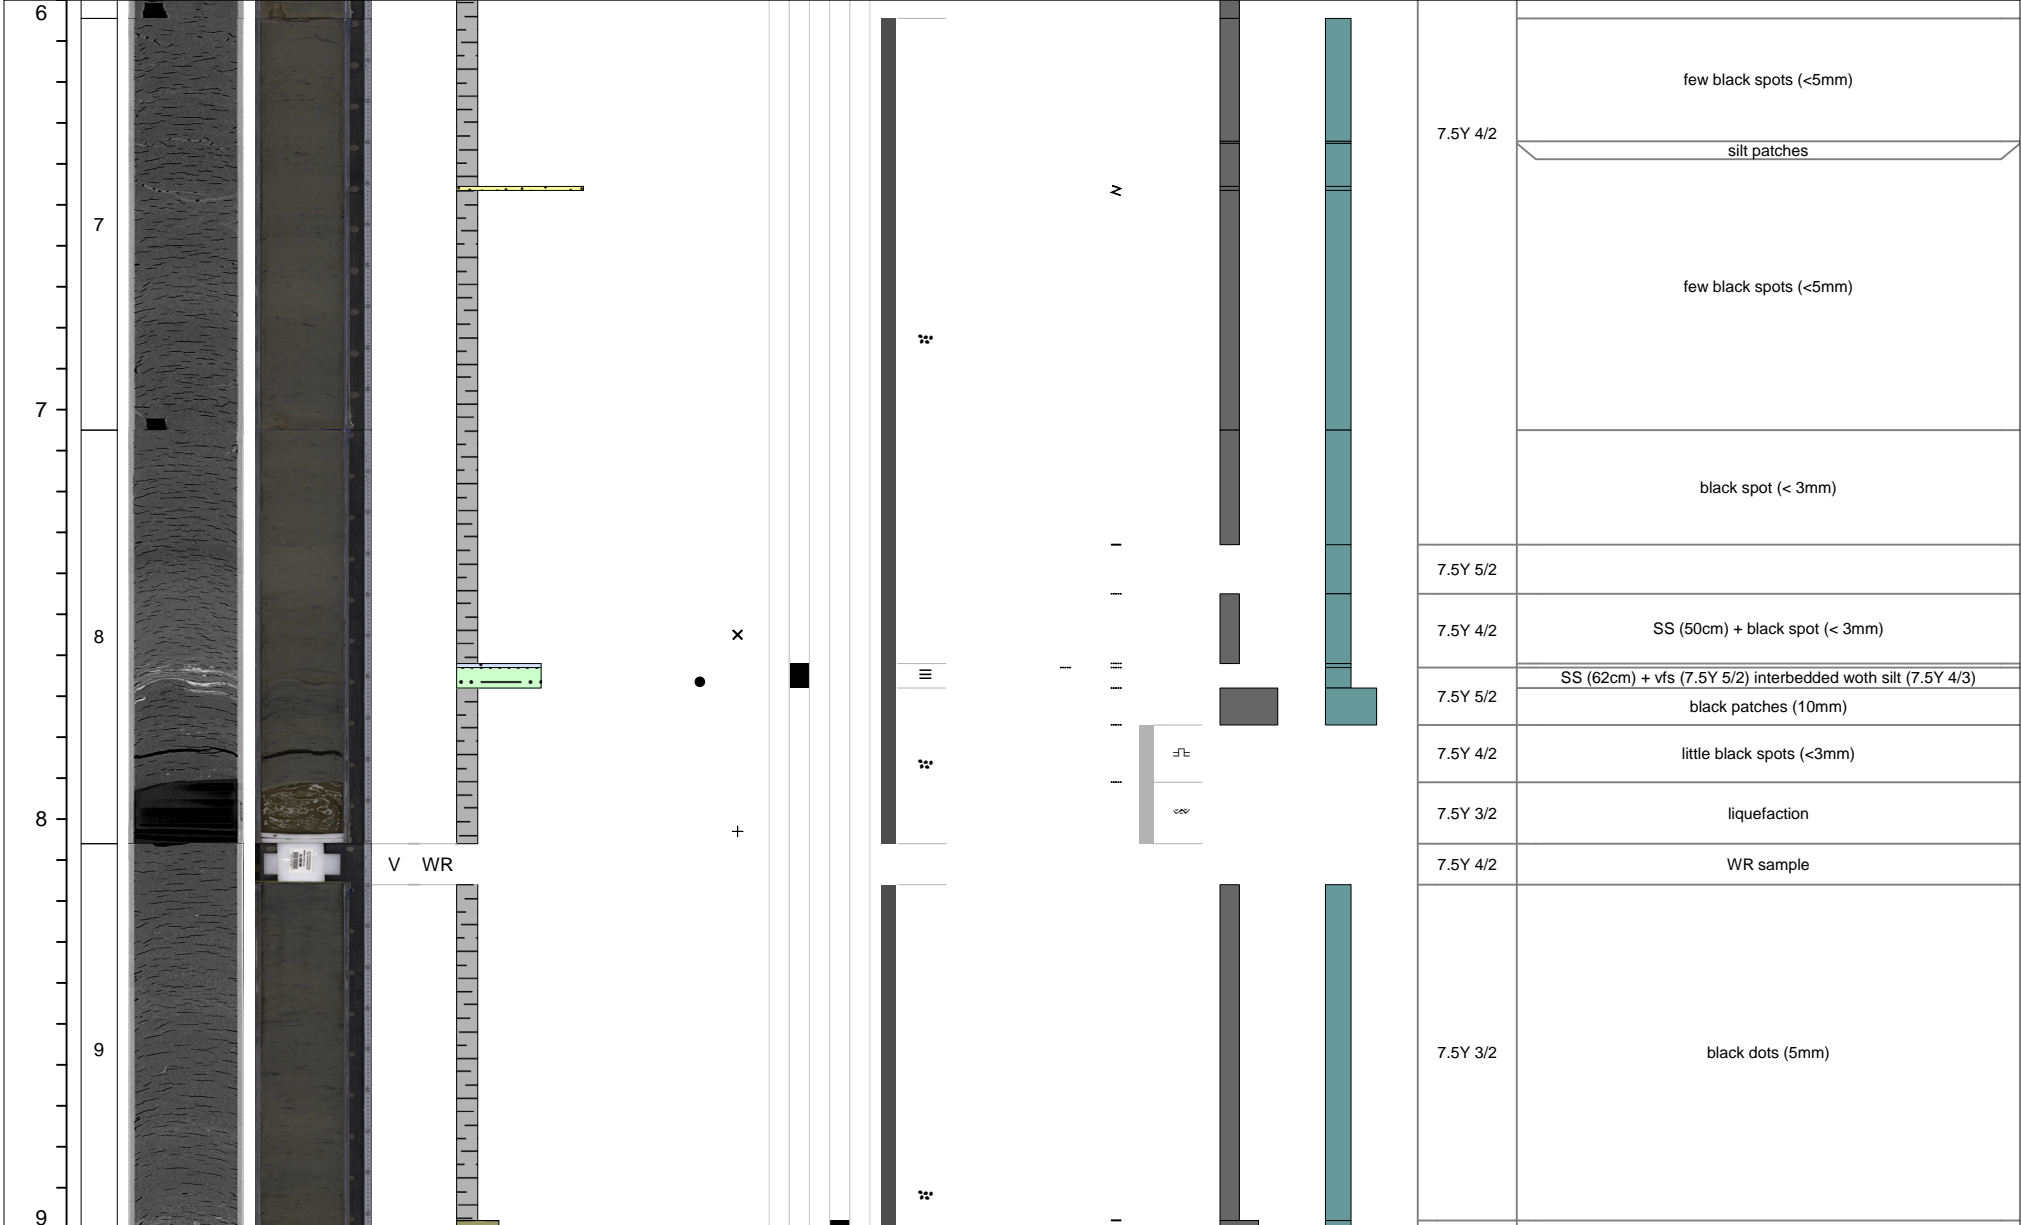 6
few black spots (<5mm)
7.5Y 4/2
silt patches
7
few black spots (<5mm)
7
black spot (< 3mm)
7.5Y 5/2
8
7.5Y 4/2
SS (50cm) + black spot (< 3mm)
SS (62cm) + vfs (7.5Y 5/2) interbedded woth silt (7.5Y 4/3)
7.5Y 5/2
black patches (10mm)
7.5Y 4/2
little black spots (<3mm)
8
7.5Y 3/2
liquefaction
V WR
7.5Y 4/2
WR sample
9
7.5Y 3/2
black dots (5mm)
9